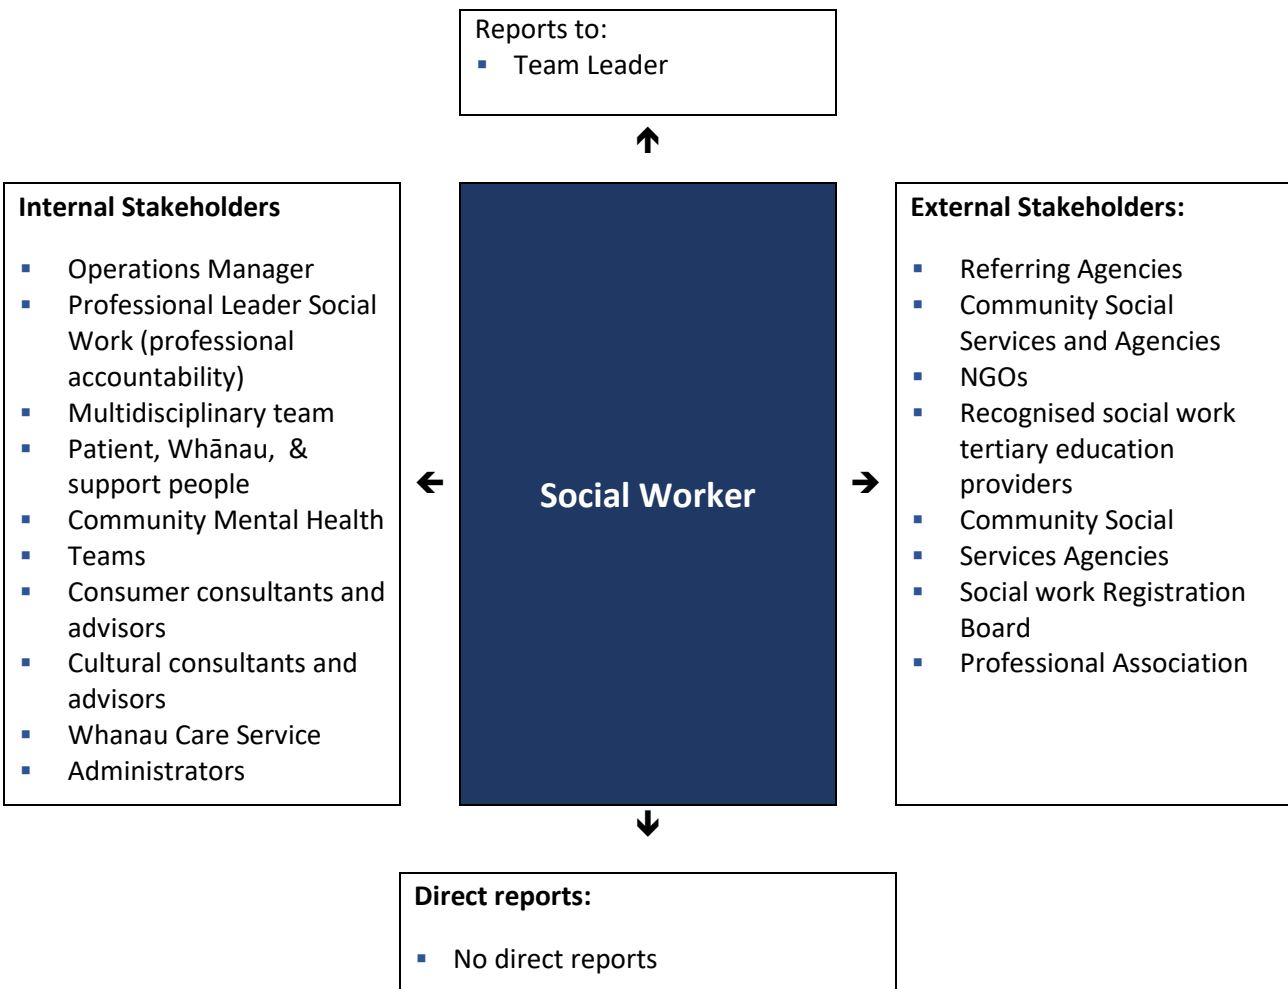 Reports to:
▪ Team Leader
Internal Stakeholders
▪ Operations Manager
▪ Professional Leader Social
Work (professional
accountability)
▪ Multidisciplinary team
▪ Patient, Whānau, &
support people
▪ Community Mental Health
▪ Teams
▪ Consumer consultants and
advisors
▪ Cultural consultants and
advisors
▪ Whanau Care Service
▪ Administrators
Social Worker
External Stakeholders:
▪ Referring Agencies
▪ Community Social
Services and Agencies
▪ NGOs
▪ Recognised social work
tertiary education
providers
▪ Community Social
▪ Services Agencies
▪ Social work Registration
Board
▪ Professional Association
Direct reports:
▪ No direct reports